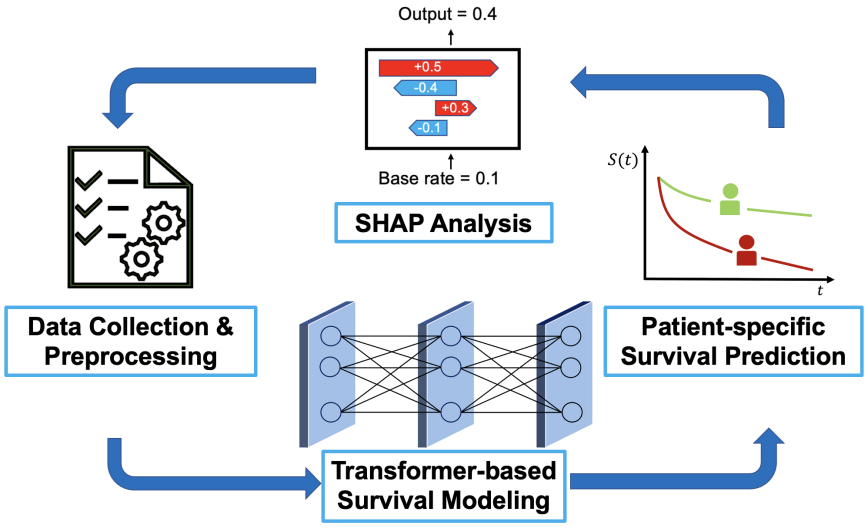 Output = 0.4
+0.5
-0.4
+0.3
-0.1
Base rate = 0.1
SHAP Analysis
S(t)
t
Data Collection &
Preprocessing
Patient-specific
Survival Prediction
Transformer-based
Survival Modeling